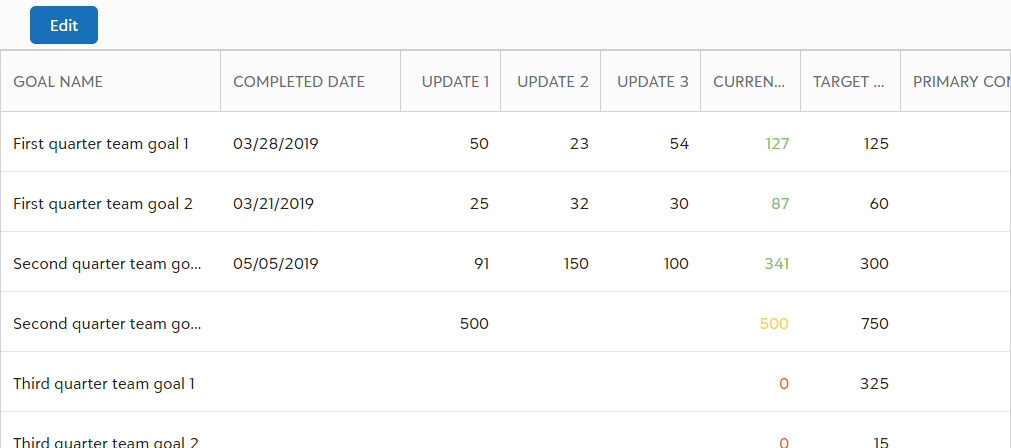 Edit
GOAL NAME COMPLETED DATE UPDATE 1 UPDATE 2 UPDATE 3 CURREN... TARGET ... PRIMARY CON
First quarter team goal 1 03/28/2019 50 23 54 127 125
First quarter team goal 2 03/21/2019 25 32 30 87 60
Second quarter team go... 05/05/2019 91 150 100 341 300
Second quarter team go... 500 500 750
Third quarter team goal 1 0 325
Third quarter team goal 2 0 15